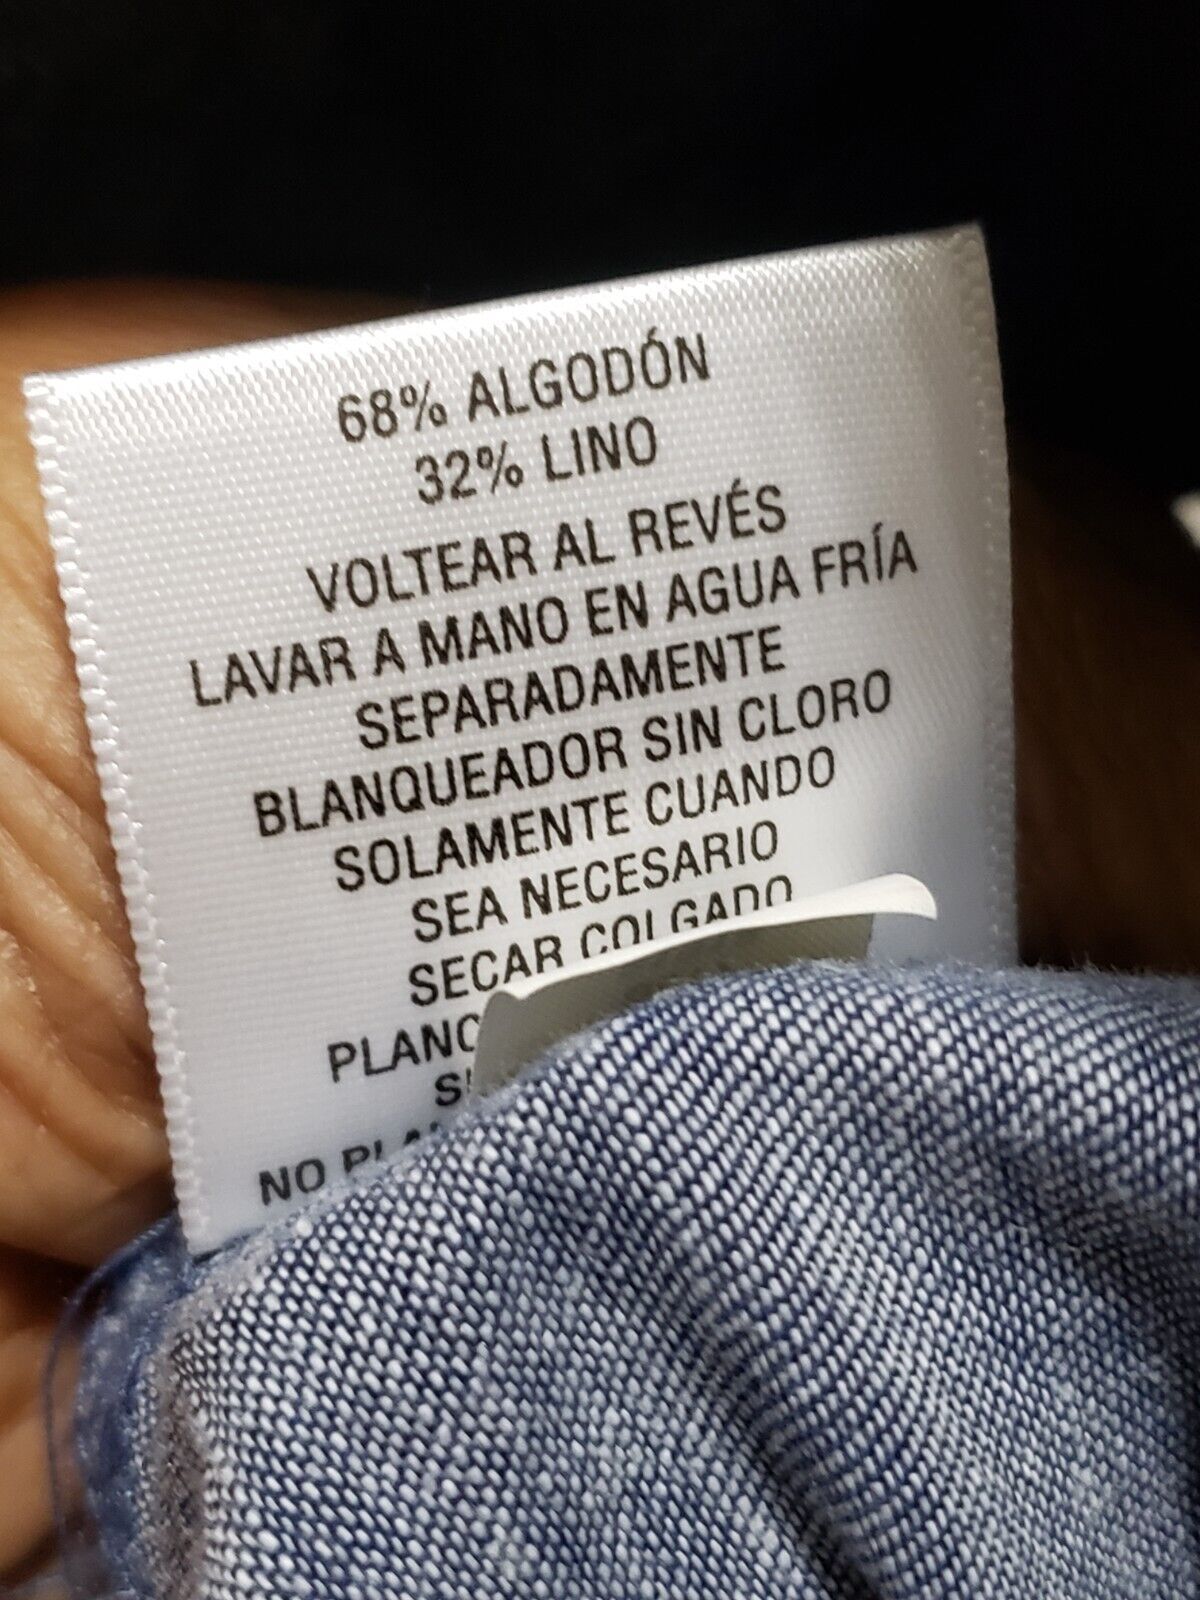 68% ALGODÓN
32% LINO
VOLTEAR AL REVÉS
LAVAR A MANO EN AGUA FRÍA
SEPARADAMENTE
BLANQUEADOR SIN CLORO
SOLAMENTE CUANDO
SEA NECESARIO
SECAR COLGADO
NO